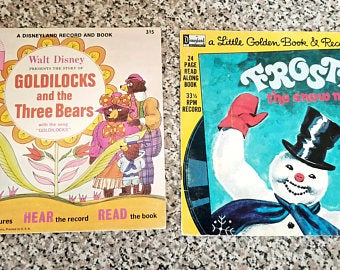 A DISNEYLAND RECORD AND BOOK
315
Walt Disney
PRESENTS THE STORY OF
GOLDILOCKS
and the
Three Bears
with the song
"GOLDILOCKS"
HEAR the record READ the book
Disneyland
a Little Golden Book &
24
PAGE
READ
ALONG
BOOK
33⅓
RPM
RECORD
the snow